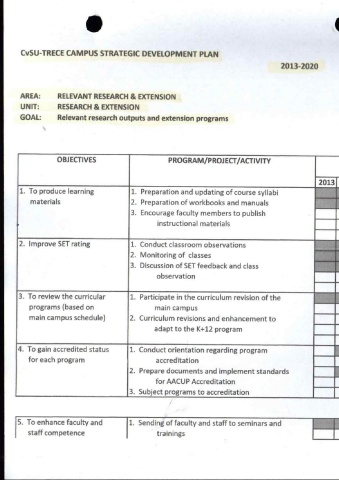 CvSU-TRECE CAMPUS STRATEGIC DEVELOPMENT PLAN
2013-2020
AREA: RELEVANT RESEARCH & EXTENSION
UNIT: RESEARCH & EXTENSION
GOAL: Relevant research outputs and extension programs
OBJECTIVES PROGRAM/PROJECT/ACTIVITY
2013
1. To produce learning materials
1. Preparation and updating of course syllabi
2. Preparation of workbooks and manuals
3. Encourage faculty members to publish
instructional materials
2. Improve SET rating
1. Conduct classroom observations
2. Monitoring of classes
3. Discussion of SET feedback and class
observation
3. To review the curricular
programs (based on
main campus schedule)
1. Participate in the curriculum revision of the
main campus
2. Curriculum revisions and enhancement to
adapt to the K+12 program
4. To gain accredited status
for each program
1. Conduct orientation regarding program
accreditation
2. Prepare documents and implement standards
for AACUP Accreditation
3. Subject programs to accreditation
5. To enhance faculty and
staff competence
1. Sending of faculty and staff to seminars and
trainings